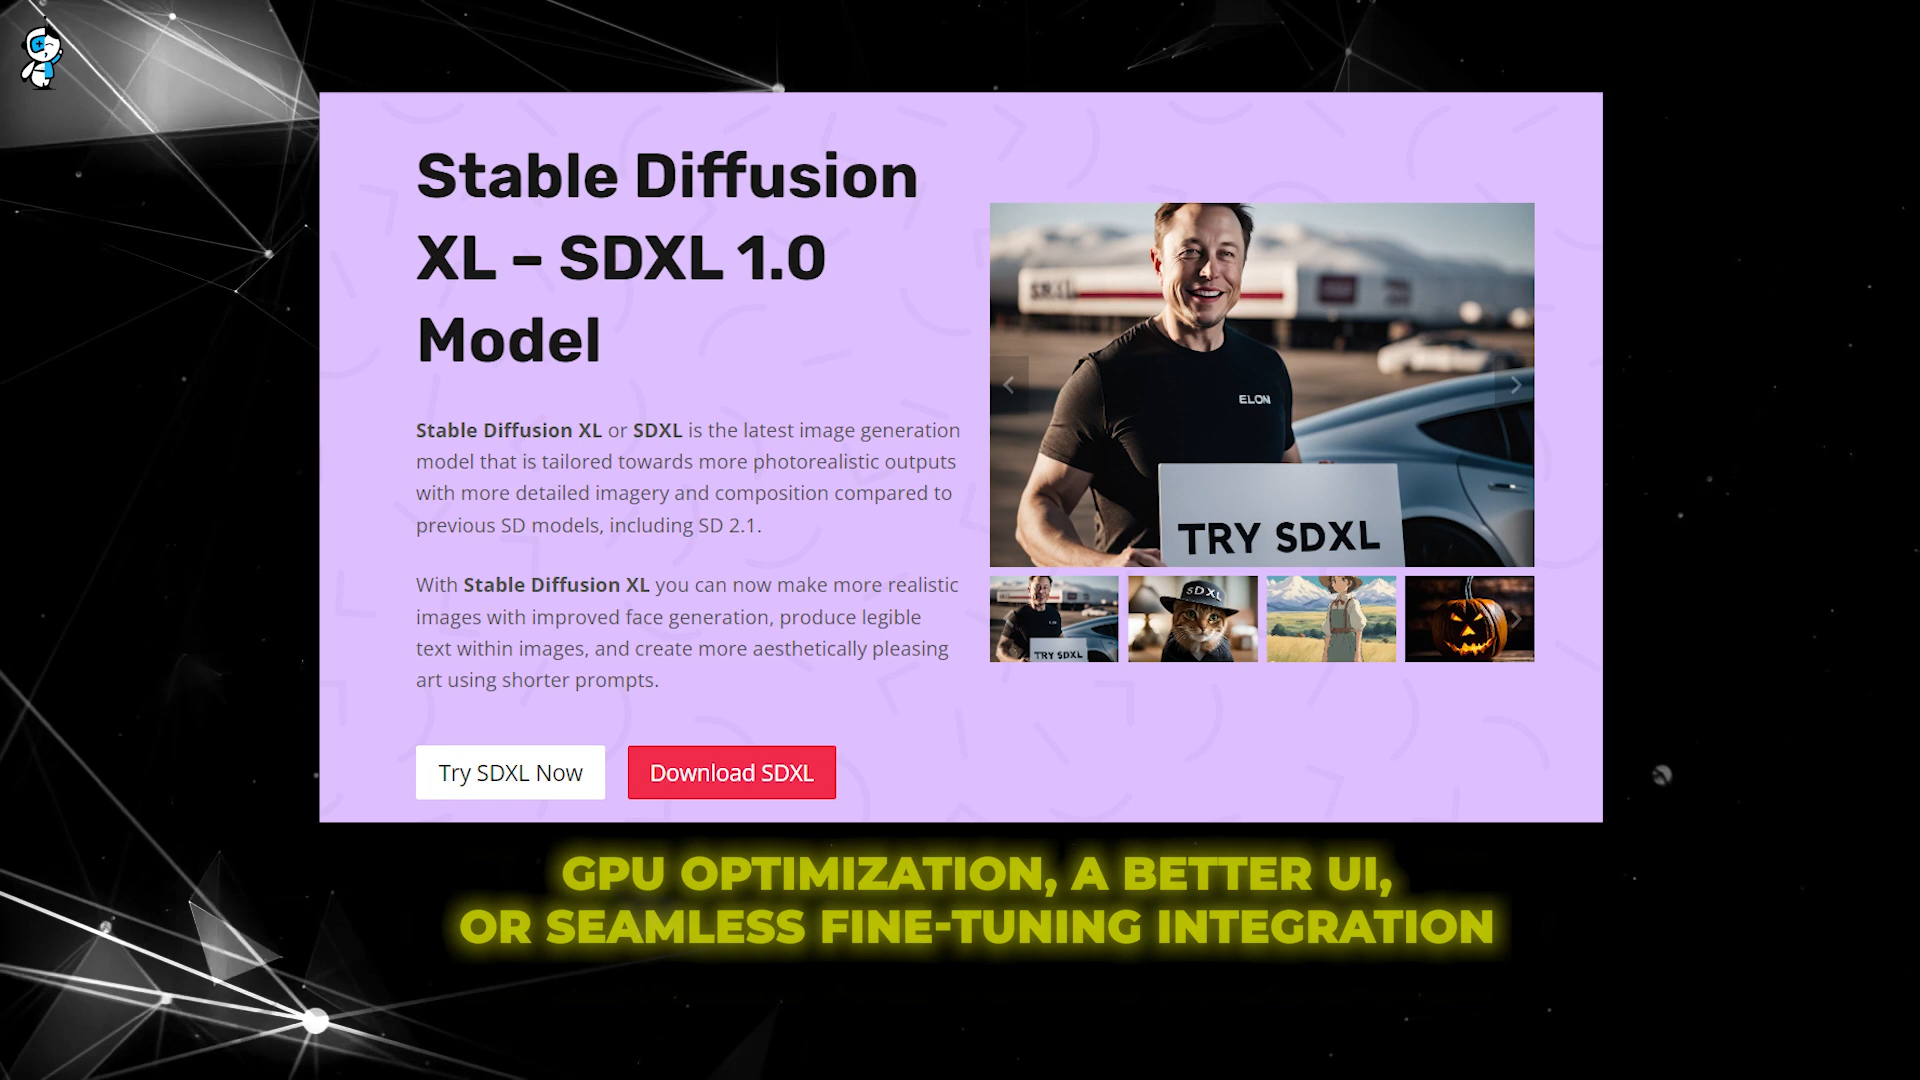 Stable Diffusion
XL – SDXL 1.0
Model
Stable Diffusion XL or SDXL is the latest image generation
model that is tailored towards more photorealistic outputs
with more detailed imagery and composition compared to
previous SD models, including SD 2.1.
With Stable Diffusion XL you can now make more realistic
images with improved face generation, produce legible
text within images, and create more aesthetically pleasing
art using shorter prompts.
Try SDXL Now
Download SDXL
ELON
TRY SDXL
TRY SDXL
SDXL
GPU OPTIMIZATION, A BETTER UI,
OR SEAMLESS FINE-TUNING INTEGRATION